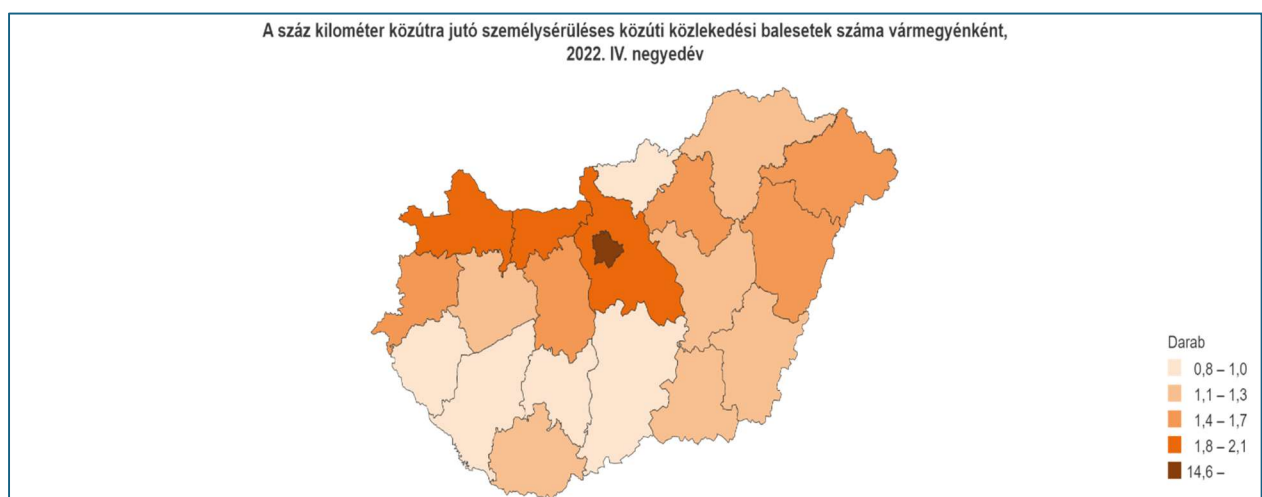 A száz kilométer közútra jutó személysérüléses közúti közlekedési balesetek száma vármegyénként,
2022. IV. negyedév
Darab
0,8 – 1,0
1,1 – 1,3
1,4 – 1,7
1,8 – 2,1
14,6 –